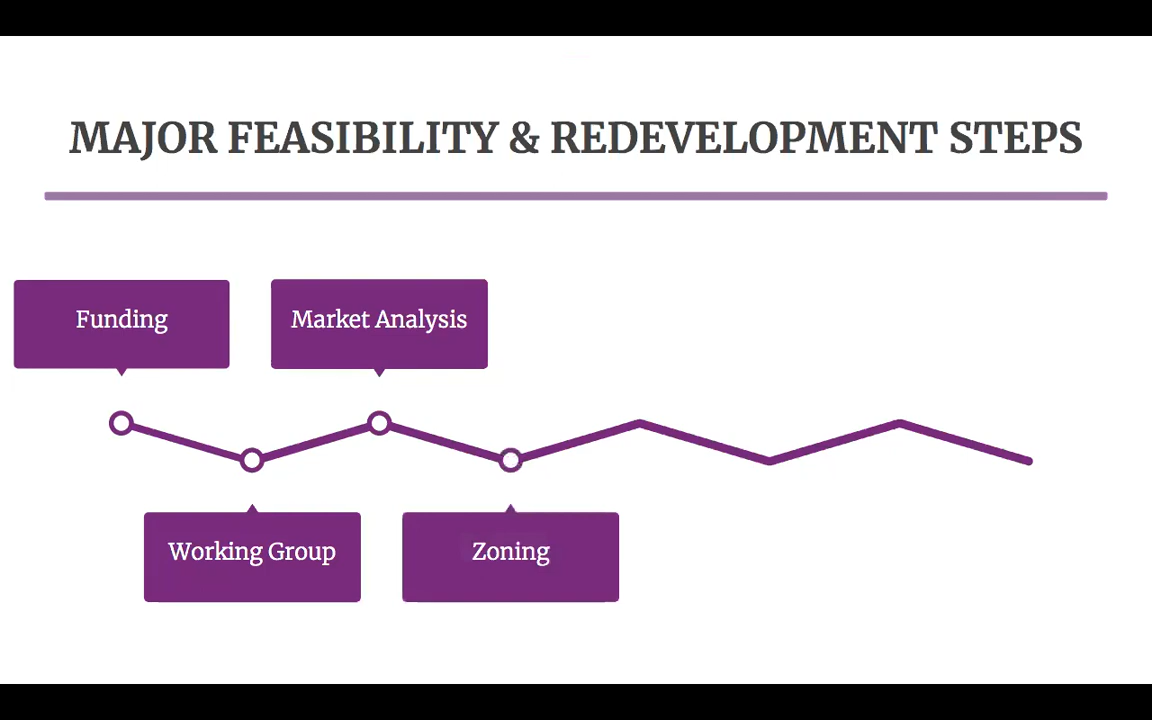 MAJOR FEASIBILITY & REDEVELOPMENT STEPS
Funding
Market Analysis
Working Group
Zoning